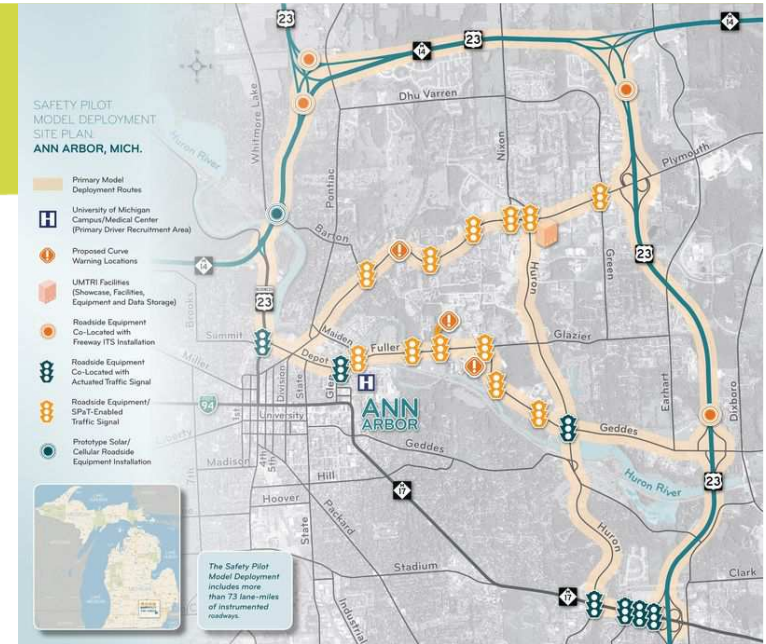 SAFETY PILOT
MODEL DEPLOYMENT
SITE PLAN:
ANN ARBOR, MICH.
Primary Model
Deployment Routes
H
University of Michigan
Campus/Medical Center
(Primary Driver Recruitment Area)
Proposed Curve
Warning Locations
UMTRI Facilities
(Showcase, Facilities,
Equipment and Data Storage)
Roadside Equipment
Co-Located with
Freeway ITS Installation
Roadside Equipment
Co-Located with
Actuated Traffic Signal
Roadside Equipment/
SPaT-Enabled
Traffic Signal
Prototype Solar/
Cellular Roadside
Equipment Installation
The Safety Pilot
Model Deployment
includes more
than 73 lane-miles
of instrumented
roadways.
US
23
M
14
US
23
M
14
Dhu Varren
Whitmore Lake
Pontiac
Nixon
Plymouth
Huron River
Barton
Green
US
23
M
14
BUSINESS
23
Brooks
Summit
Miller
Maiden
Depot
Fuller
Glazier
Huron
Division
State
Glen
H
94
1st
University
ANN
ARBOR
Earhart
Dixboro
Liberty
Geddes
Geddes
7th
Madison
4th
5th
Hill
Huron River
US
23
Hoover
M
17
State
Packard
Huron
Stadium
Industrial
M
17
Clark